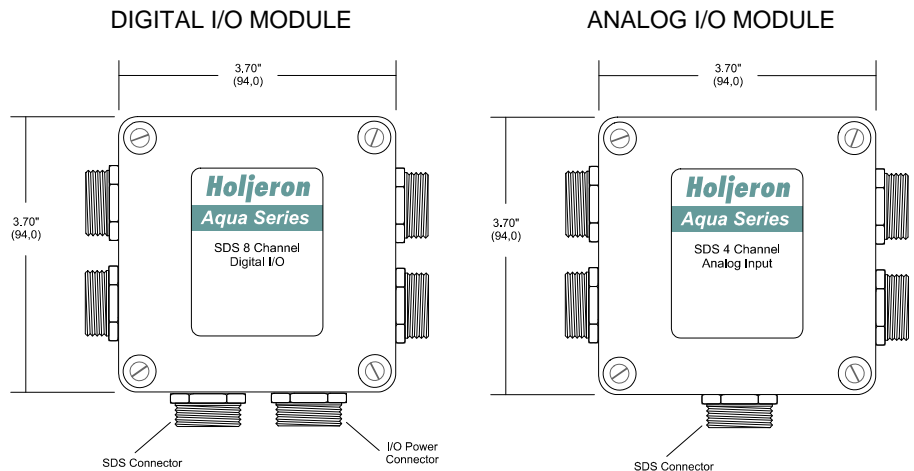 DIGITAL I/O MODULE
3,70"
(94,0)
3.70"
(94,0)
Holjeron
Aqua Series
SDS 8 Channel
Digital I/O
SDS Connector
I/O Power
Connector
ANALOG I/O MODULE
3.70"
(94,0)
3.70"
(94,0)
Holjeron
Aqua Series
SDS 4 Channel
Analog Input
SDS Connector